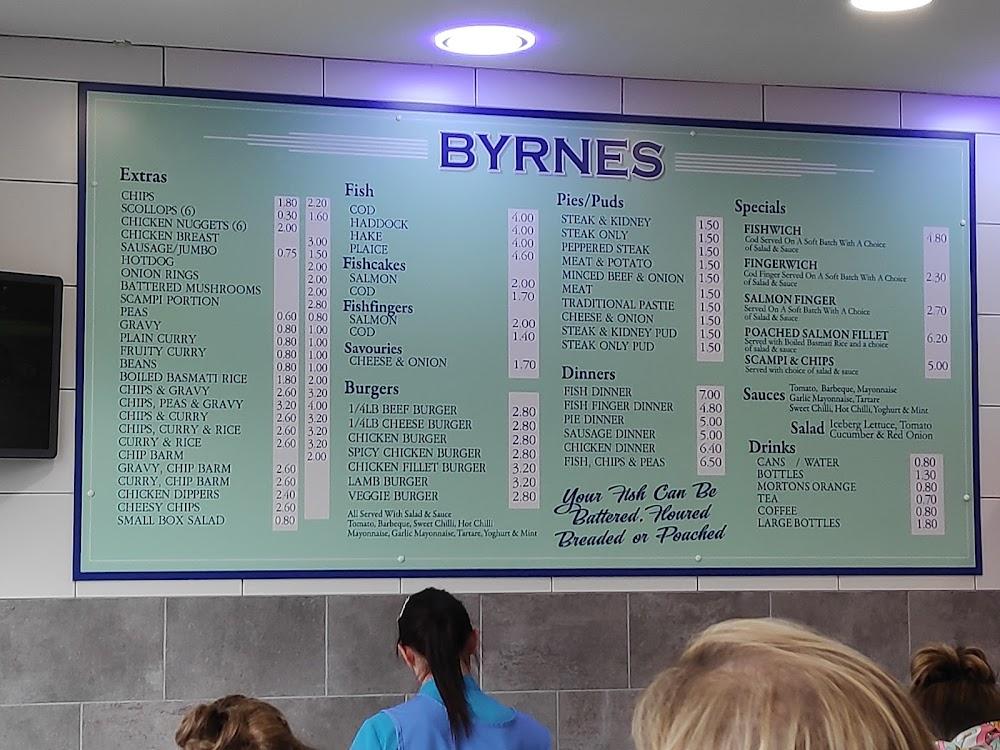 BYRNES
Extras
CHIPS 1.80 2.20
SCOLLOPS (6) 0.30 1.60
CHICKEN NUGGETS (6) 2.00
CHICKEN BREAST 3.00
SAUSAGE/JUMBO 0.75 1.50
HOTDOG 2.00
ONION RINGS 2.00
BATTERED MUSHROOMS 2.00
SCAMPI PORTION 2.80
PEAS 0.60 0.80
GRAVY 0.80 1.00
PLAIN CURRY 0.80 1.00
FRUITY CURRY 0.80 1.00
BEANS 0.80 1.00
BOILED BASMATI RICE 1.80 2.00
CHIPS & GRAVY 2.60 3.20
CHIPS, PEAS & GRAVY 3.20 4.00
CHIPS & CURRY 2.60 3.20
CHIPS, CURRY & RICE 2.60 3.20
CURRY & RICE 2.60 3.20
CHIP BARM 2.00
GRAVY, CHIP BARM 2.60
CURRY, CHIP BARM 2.60
CHICKEN DIPPERS 2.40
CHEESY CHIPS 2.60
SMALL BOX SALAD 0.80
Fish
COD 4.00
HADDOCK 4.00
HAKE 4.00
PLAICE 4.60
Fishcakes
SALMON 2.00
COD 1.70
Fishfingers
SALMON 2.00
COD 1.40
Savouries
CHEESE & ONION 1.70
Burgers
1/4LB BEEF BURGER 2.80
1/4LB CHEESE BURGER 2.80
CHICKEN BURGER 2.80
SPICY CHICKEN BURGER 2.80
CHICKEN FILLET BURGER 3.20
LAMB BURGER 3.20
VEGGIE BURGER 2.80
All Served With Salad & Sauce
Tomato, Barbeque, Sweet Chilli, Hot Chilli
Mayonnaise, Garlic Mayonnaise, Tartare, Yoghurt & Mint
Pies/Puds
STEAK & KIDNEY 1.50
STEAK ONLY 1.50
PEPPERED STEAK 1.50
MEAT & POTATO 1.50
MINCED BEEF & ONION 1.50
MEAT 1.50
TRADITIONAL PASTIE 1.50
CHEESE & ONION 1.50
STEAK & KIDNEY PUD 1.50
STEAK ONLY PUD 1.50
Dinners
FISH DINNER 7.00
FISH FINGER DINNER 4.80
PIE DINNER 5.00
SAUSAGE DINNER 5.00
CHICKEN DINNER 6.40
FISH, CHIPS & PEAS 6.50
Your Fish Can Be
Battered, Floured
Breaded or Poached
Specials
FISHWICH 4.80
Cod Served On A Soft Batch With A Choice
of Salad & Sauce
FINGERWICH
Cod Finger Served On A Soft Batch With A Choice 2.30
of Salad & Sauce
SALMON FINGER
Served On A Soft Batch With A Choice 2.70
of Salad & Sauce
POACHED SALMON FILLET 6.20
Served with Boiled Basmati Rice and a choice
of salad & sauce
SCAMPI & CHIPS 5.00
Served with choice of salad & sauce
Sauces Tomato, Barbeque, Mayonnaise
Garlic Mayonnaise, Tartare
Sweet Chilli, Hot Chilli, Yoghurt & Mint
Salad Iceberg Lettuce, Tomato
Cucumber & Red Onion
Drinks
CANS / WATER 0.80
BOTTLES 1.30
MORTONS ORANGE 0.80
TEA 0.70
COFFEE 0.80
LARGE BOTTLES 1.80